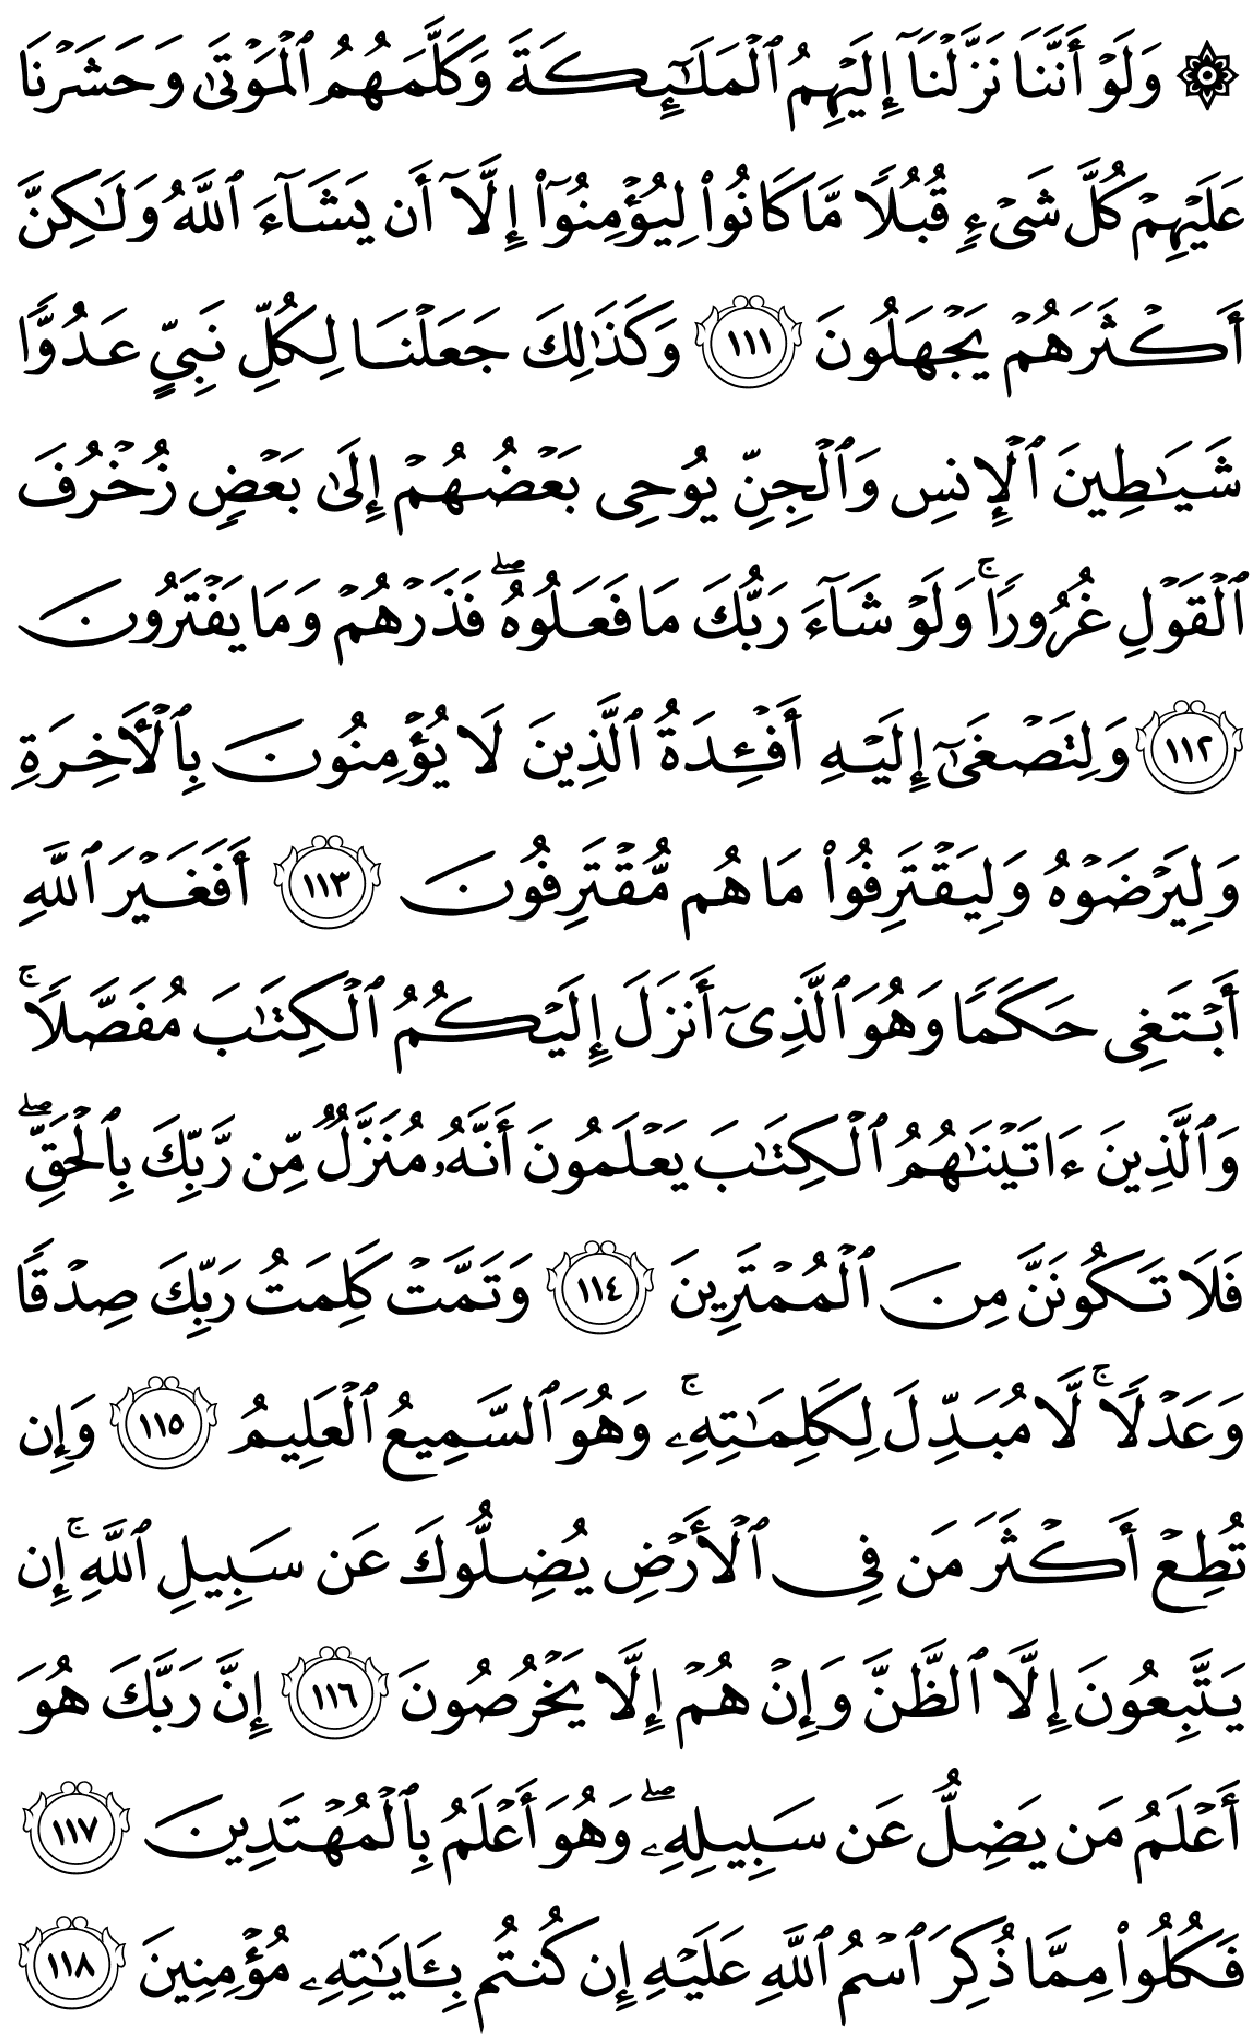 ۞ وَلَوْ أَنَّنَا نَزَّلْنَآ إِلَيْهِمُ ٱلْمَلَـٰٓئِكَةَ وَكَلَّمَهُمُ ٱلْمَوْتَىٰ وَحَشَرْنَا
عَلَيْهِمْ كُلَّ شَىْءٍ قُبُلًا مَّا كَانُوا۟ لِيُؤْمِنُوٓا۟ إِلَّآ أَن يَشَآءَ ٱللَّهُ وَلَـٰكِنَّ
أَكْثَرَهُمْ يَجْهَلُونَ ١١١ وَكَذَٰلِكَ جَعَلْنَا لِكُلِّ نَبِىٍّ عَدُوًّا
شَيَـٰطِينَ ٱلْإِنسِ وَٱلْجِنِّ يُوحِى بَعْضُهُمْ إِلَىٰ بَعْضٍ زُخْرُفَ
ٱلْقَوْلِ غُرُورًا ۚ وَلَوْ شَآءَ رَبُّكَ مَا فَعَلُوهُ ۖ فَذَرْهُمْ وَمَا يَفْتَرُونَ
١١٢ وَلِتَصْغَىٰٓ إِلَيْهِ أَفْـِٔدَةُ ٱلَّذِينَ لَا يُؤْمِنُونَ بِٱلْـَٔاخِرَةِ
وَلِيَرْضَوْهُ وَلِيَقْتَرِفُوا۟ مَا هُم مُّقْتَرِفُونَ ١١٣ أَفَغَيْرَ ٱللَّهِ
أَبْتَغِى حَكَمًا وَهُوَ ٱلَّذِىٓ أَنزَلَ إِلَيْكُمُ ٱلْكِتَـٰبَ مُفَصَّلًا ۚ
وَٱلَّذِينَ ءَاتَيْنَـٰهُمُ ٱلْكِتَـٰبَ يَعْلَمُونَ أَنَّهُۥ مُنَزَّلٌ مِّن رَّبِّكَ بِٱلْحَقِّ ۖ
فَلَا تَكُونَنَّ مِنَ ٱلْمُمْتَرِينَ ١١٤ وَتَمَّتْ كَلِمَتُ رَبِّكَ صِدْقًا
وَعَدْلًا ۚ لَّا مُبَدِّلَ لِكَلِمَـٰتِهِۦ ۚ وَهُوَ ٱلسَّمِيعُ ٱلْعَلِيمُ ١١٥ وَإِن
تُطِعْ أَكْثَرَ مَن فِى ٱلْأَرْضِ يُضِلُّوكَ عَن سَبِيلِ ٱللَّهِ ۚ إِن
يَتَّبِعُونَ إِلَّا ٱلظَّنَّ وَإِنْ هُمْ إِلَّا يَخْرُصُونَ ١١٦ إِنَّ رَبَّكَ هُوَ
أَعْلَمُ مَن يَضِلُّ عَن سَبِيلِهِۦ ۖ وَهُوَ أَعْلَمُ بِٱلْمُهْتَدِينَ ١١٧
فَكُلُوا۟ مِمَّا ذُكِرَ ٱسْمُ ٱللَّهِ عَلَيْهِ إِن كُنتُم بِـَٔايَـٰتِهِۦ مُؤْمِنِينَ ١١٨